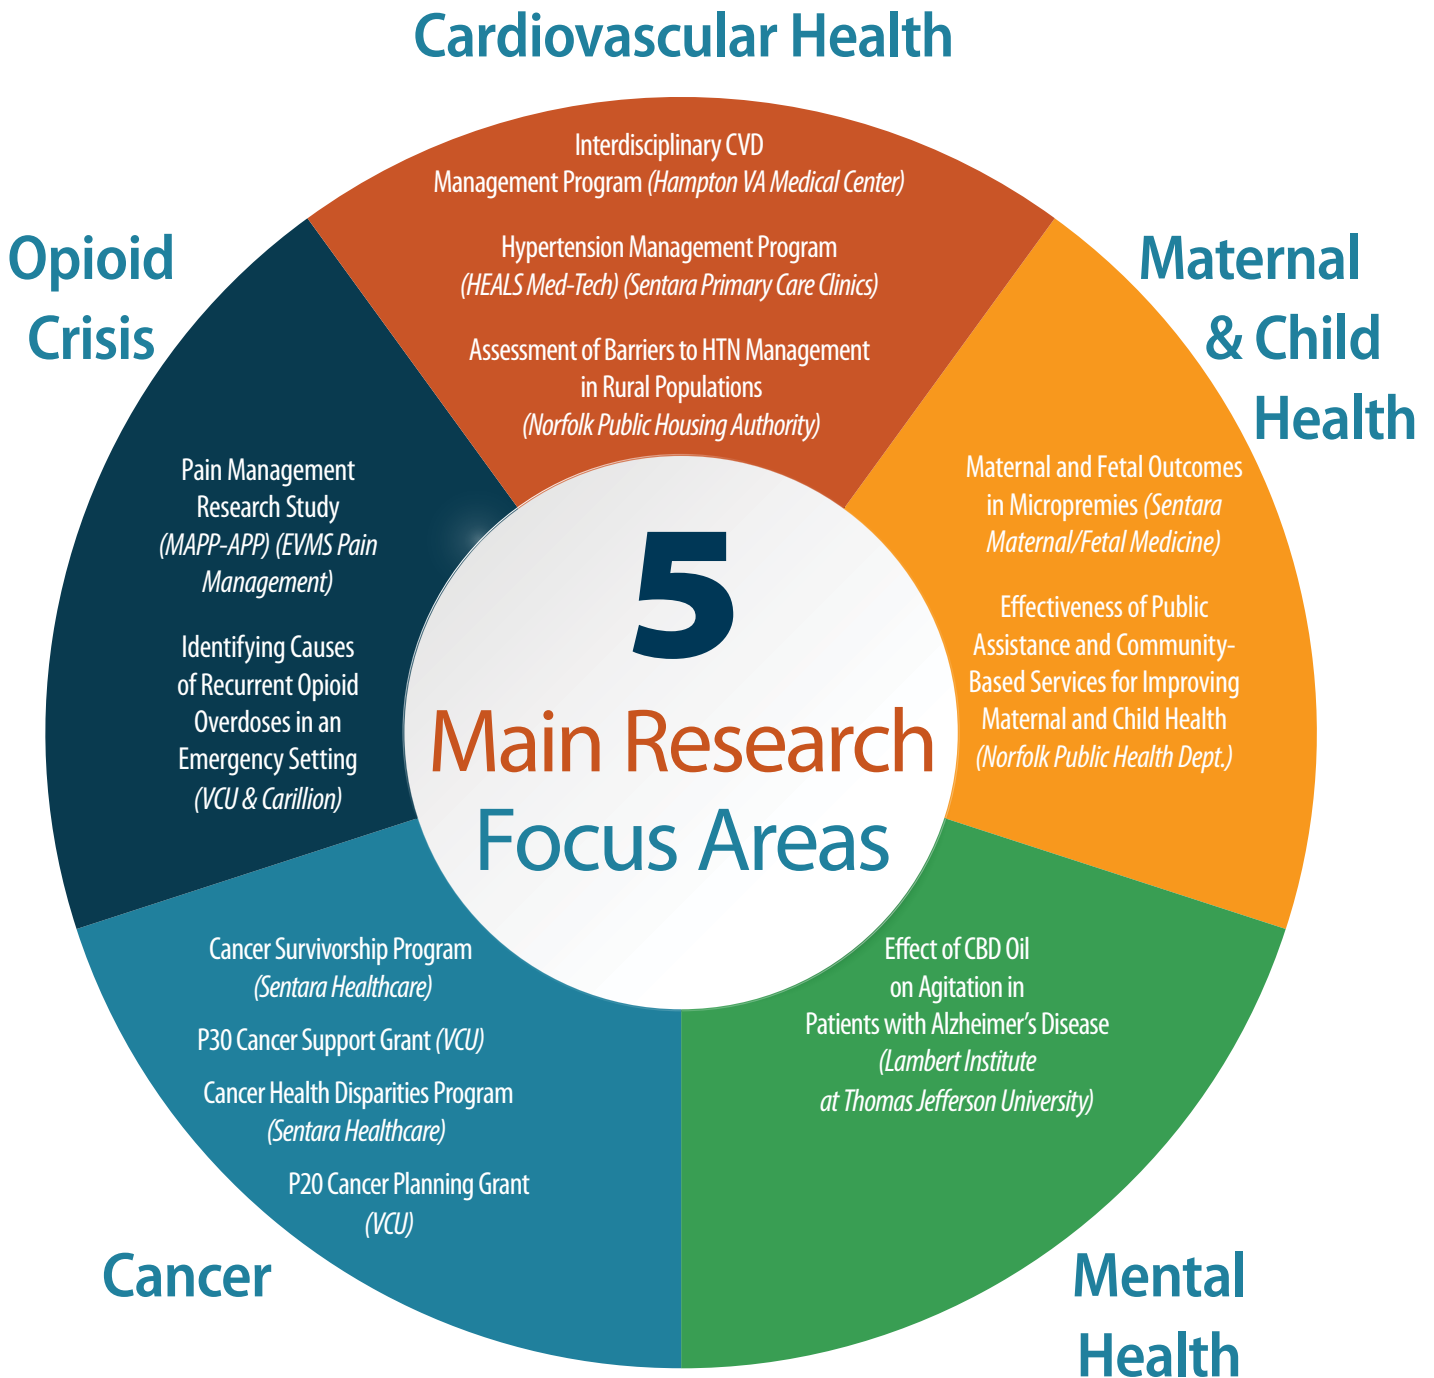 Cardiovascular Health
Interdisciplinary CVD
Management Program (Hampton VA Medical Center)
Hypertension Management Program
(HEALS Med-Tech) (Sentara Primary Care Clinics)
Assessment of Barriers to HTN Management
in Rural Populations
(Norfolk Public Housing Authority)
Maternal
& Child
Health
Maternal and Fetal Outcomes
in Micropremies (Sentara
Maternal/Fetal Medicine)
Effectiveness of Public
Assistance and Community-
Based Services for Improving
Maternal and Child Health
(Norfolk Public Health Dept.)
Mental
Health
Effect of CBD Oil
on Agitation in
Patients with Alzheimer's Disease
(Lambert Institute
at Thomas Jefferson University)
Cancer
Cancer Survivorship Program
(Sentara Healthcare)
P30 Cancer Support Grant (VCU)
Cancer Health Disparities Program
(Sentara Healthcare)
P20 Cancer Planning Grant
(VCU)
Opioid
Crisis
Pain Management
Research Study
(MAPP-APP) (EVMS Pain
Management)
Identifying Causes
of Recurrent Opioid
Overdoses in an
Emergency Setting
(VCU & Carillion)
5
Main Research
Focus Areas